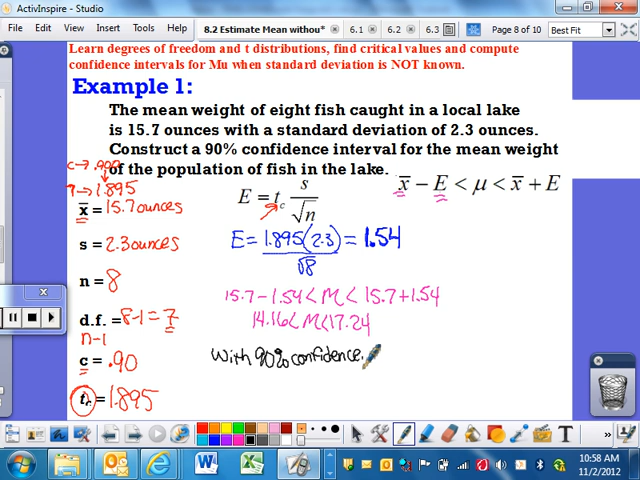 ActivInspire - Studio
File Edit View Insert Tools Help
8.2 Estimate Mean withou* 6.1 6.2 6.3
Page 8 of 10
Best Fit
Learn degrees of freedom and t distributions, find critical values and compute
confidence intervals for Mu when standard deviation is NOT known.
Example 1:
The mean weight of eight fish caught in a local lake
is 15.7 ounces with a standard deviation of 2.3 ounces.
Construct a 90% confidence interval for the mean weight
of the population of fish in the lake.
c → .900
7 → 1.895
x̄ = 15.7 ounces
s = 2.3 ounces
n = 8
d.f. = 8-1 = 7
n-1
c = .90
tc = 1.895
E = tc s/√n
x̄ − E < μ < x̄ + E
E = 1.895(2.3)/√8 = 1.54
15.7 - 1.54 < M < 15.7 + 1.54
14.16 < M < 17.24
With 90% confidence,
10:58 AM
11/2/2012